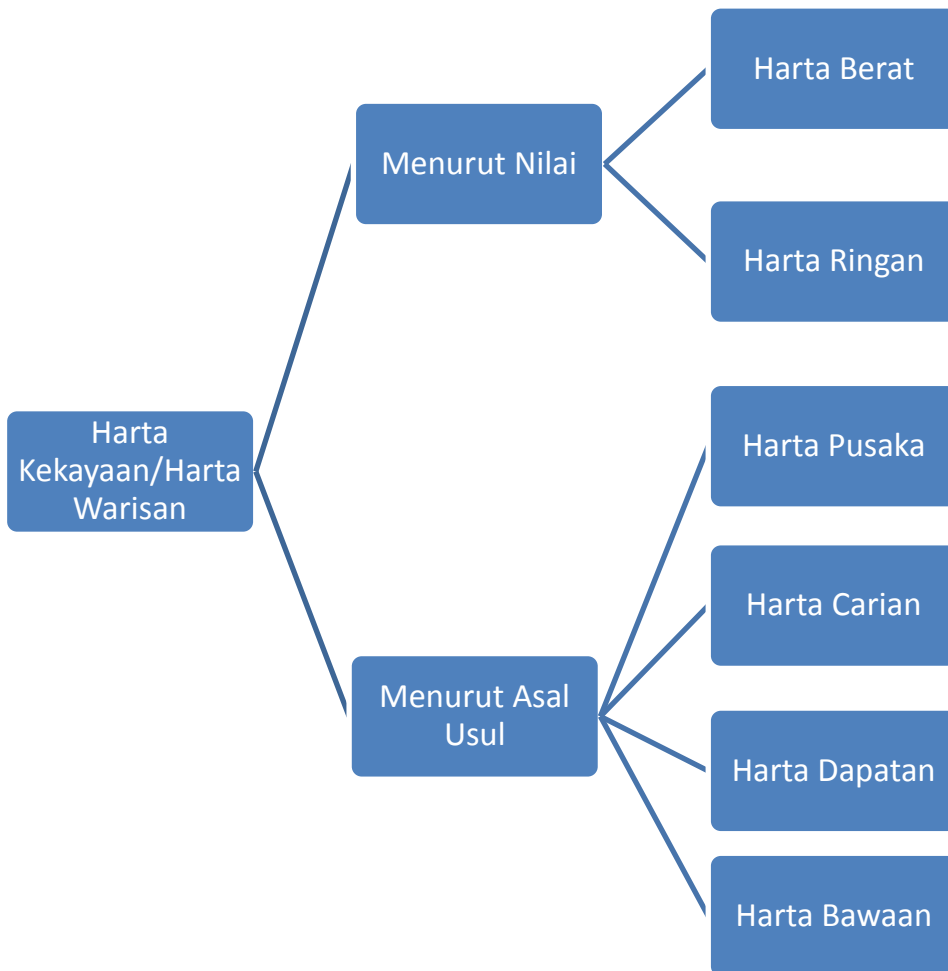 Harta
Kekayaan/Harta
Warisan
Menurut Nilai
Harta Berat
Harta Ringan
Menurut Asal
Usul
Harta Pusaka
Harta Carian
Harta Dapatan
Harta Bawaan